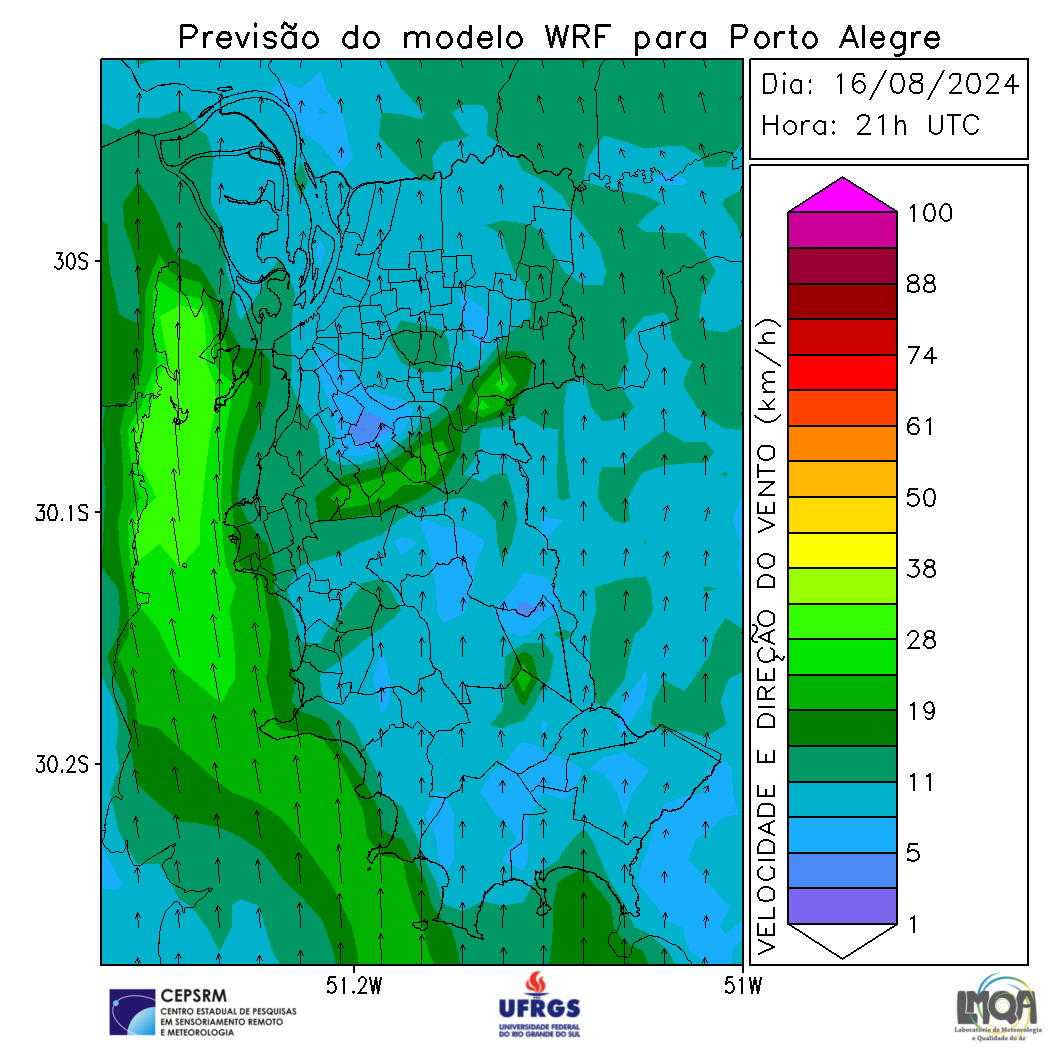 Previsão do modelo WRF para Porto Alegre
Dia: 16/08/2024
Hora: 21h UTC
30S
30.1S
30.2S
51.2W
51W
VELOCIDADE E DIREÇÃO DO VENTO (km/h)
100
88
74
61
50
38
28
19
11
5
1
CEPSRM
CENTRO ESTADUAL DE PESQUISAS
EM SENSORIAMENTO REMOTO
E METEOROLOGIA
UFRGS
UNIVERSIDADE FEDERAL
DO RIO GRANDE DO SUL
LMQA
Laboratório de Meteorologia
e Qualidade do Ar